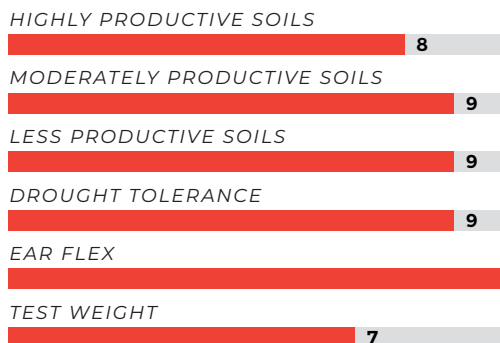 HIGHLY PRODUCTIVE SOILS
8
MODERATELY PRODUCTIVE SOILS
9
LESS PRODUCTIVE SOILS
9
DROUGHT TOLERANCE
9
EAR FLEX
TEST WEIGHT
7